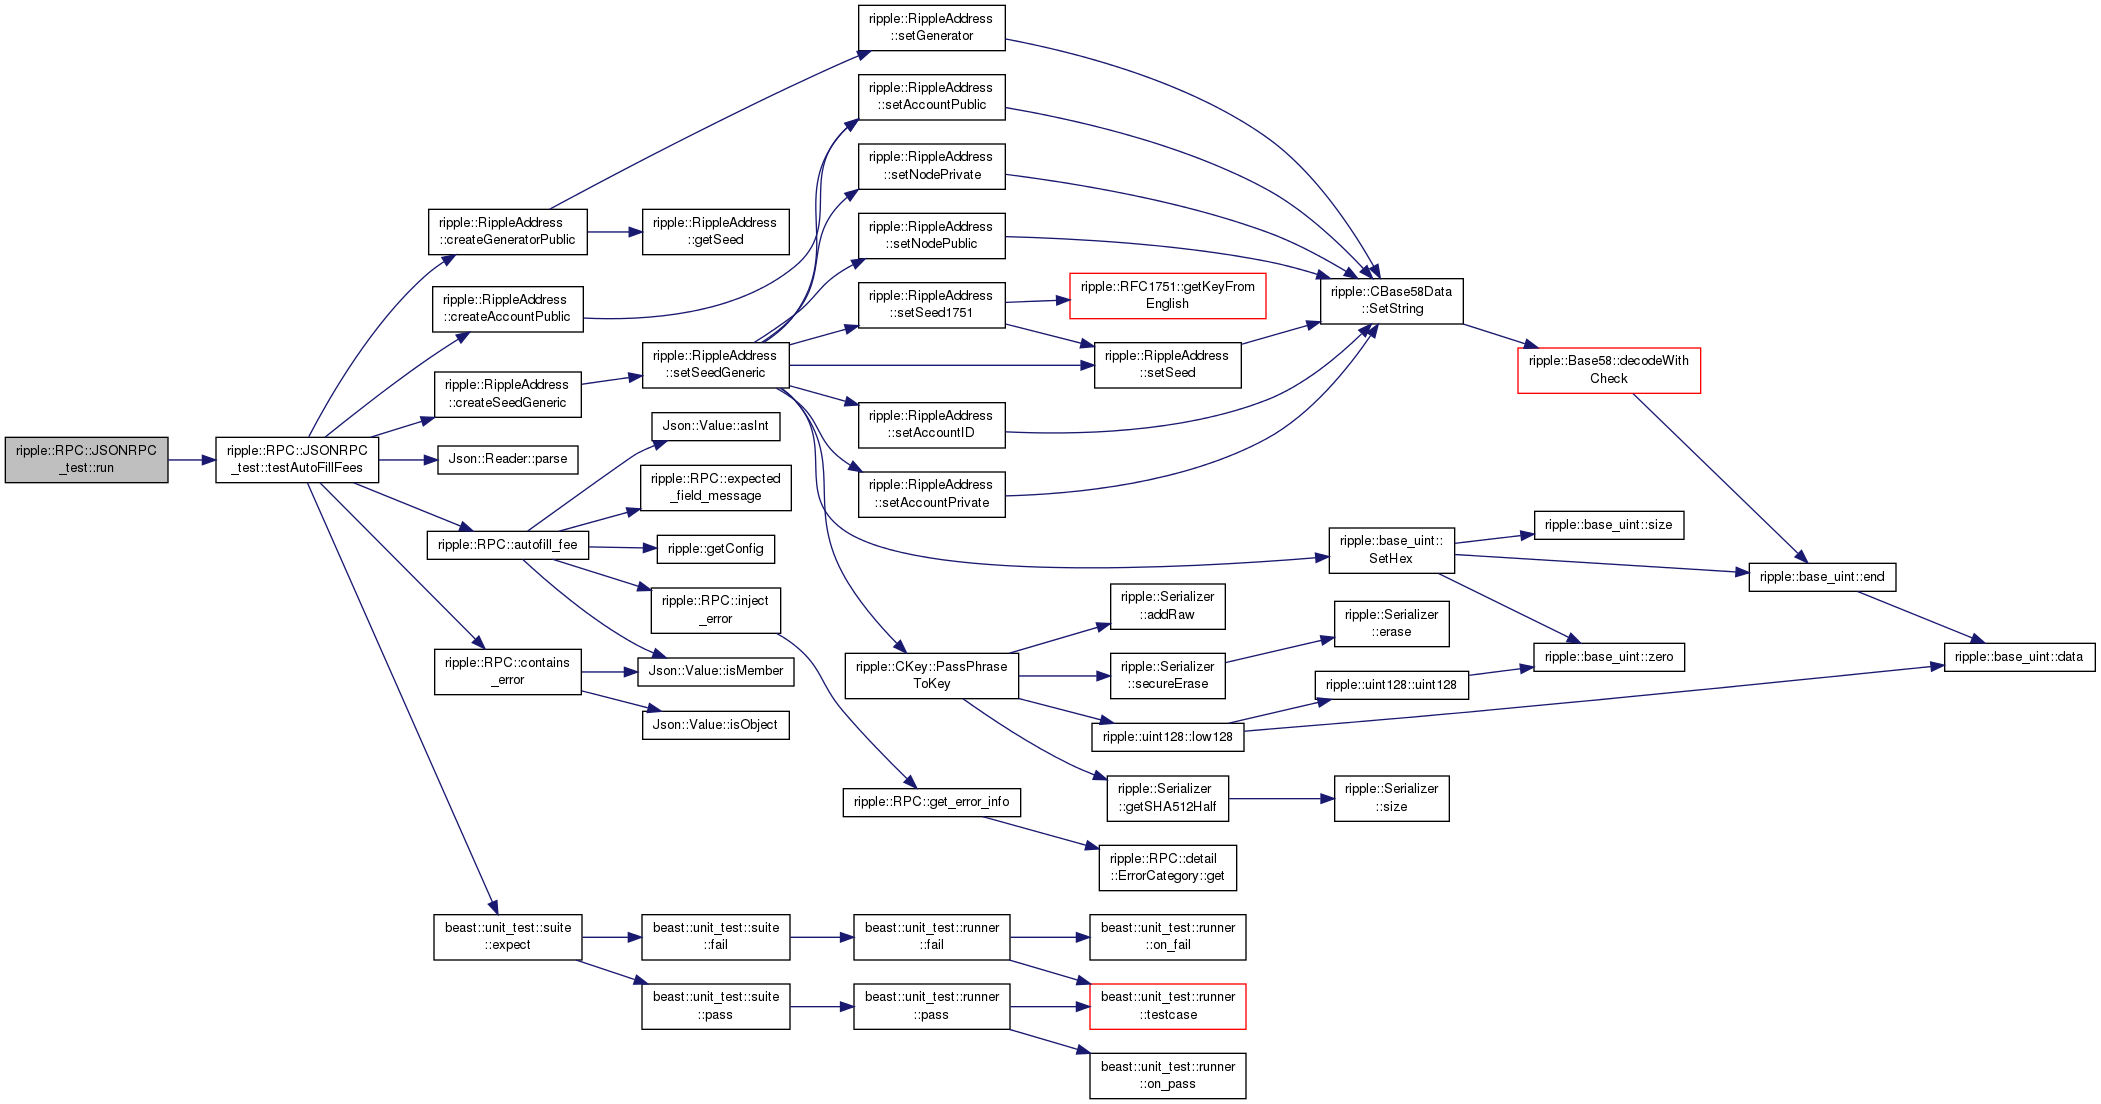 ripple::RPC::JSONRPC
_test::run
ripple::RPC::JSONRPC
_test::testAutoFillFees
ripple::RippleAddress
::createGeneratorPublic
ripple::RippleAddress
::createAccountPublic
ripple::RippleAddress
::createSeedGeneric
Json::Reader::parse
ripple::RPC::autofill_fee
ripple::RPC::contains
_error
beast::unit_test::suite
::expect
ripple::RippleAddress
::getSeed
ripple::RippleAddress
::setSeedGeneric
Json::Value::asInt
ripple::RPC::expected
_field_message
ripple::getConfig
ripple::RPC::inject
_error
Json::Value::isMember
Json::Value::isObject
beast::unit_test::suite
::fail
beast::unit_test::suite
::pass
ripple::RippleAddress
::setGenerator
ripple::RippleAddress
::setAccountPublic
ripple::RippleAddress
::setNodePrivate
ripple::RippleAddress
::setNodePublic
ripple::RippleAddress
::setSeed1751
ripple::RippleAddress
::setAccountID
ripple::RippleAddress
::setAccountPrivate
ripple::CKey::PassPhrase
ToKey
ripple::RPC::get_error_info
beast::unit_test::runner
::fail
beast::unit_test::runner
::pass
ripple::RFC1751::getKeyFrom
English
ripple::RippleAddress
::setSeed
ripple::Serializer
::addRaw
ripple::Serializer
::secureErase
ripple::uint128::low128
ripple::Serializer
::getSHA512Half
ripple::RPC::detail
::ErrorCategory::get
beast::unit_test::runner
::on_fail
beast::unit_test::runner
::testcase
beast::unit_test::runner
::on_pass
ripple::CBase58Data
::SetString
ripple::base_uint::
SetHex
ripple::Serializer
::erase
ripple::uint128::uint128
ripple::Serializer
::size
ripple::Base58::decodeWith
Check
ripple::base_uint::size
ripple::base_uint::zero
ripple::base_uint::end
ripple::base_uint::data